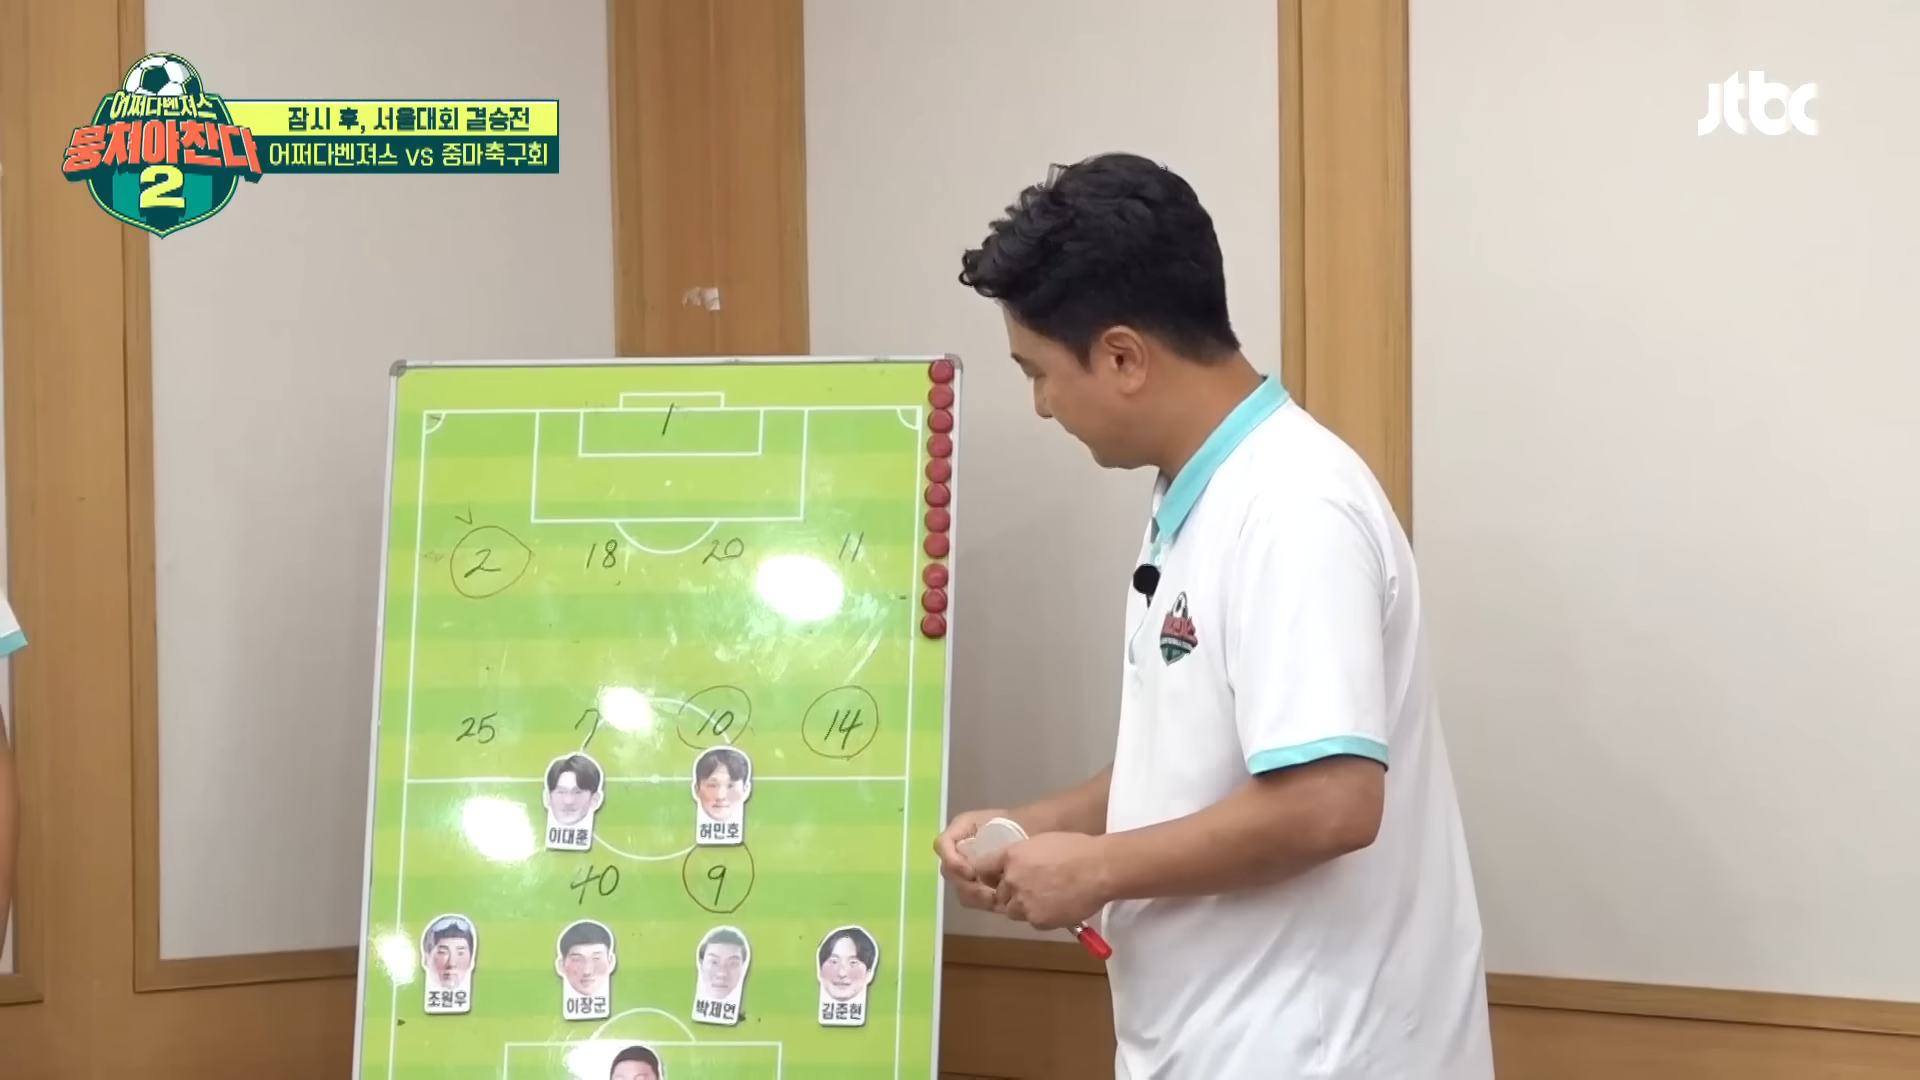 어쩌다벤져스
뭉쳐야찬다
2
잠시 후, 서울대회 결승전
어쩌다벤져스 vs 중마축구회
jtbc
1
2 18 20 11
25 7 10 14
이대훈 허민호
40 9
조원우 이장군 박제언 김준현